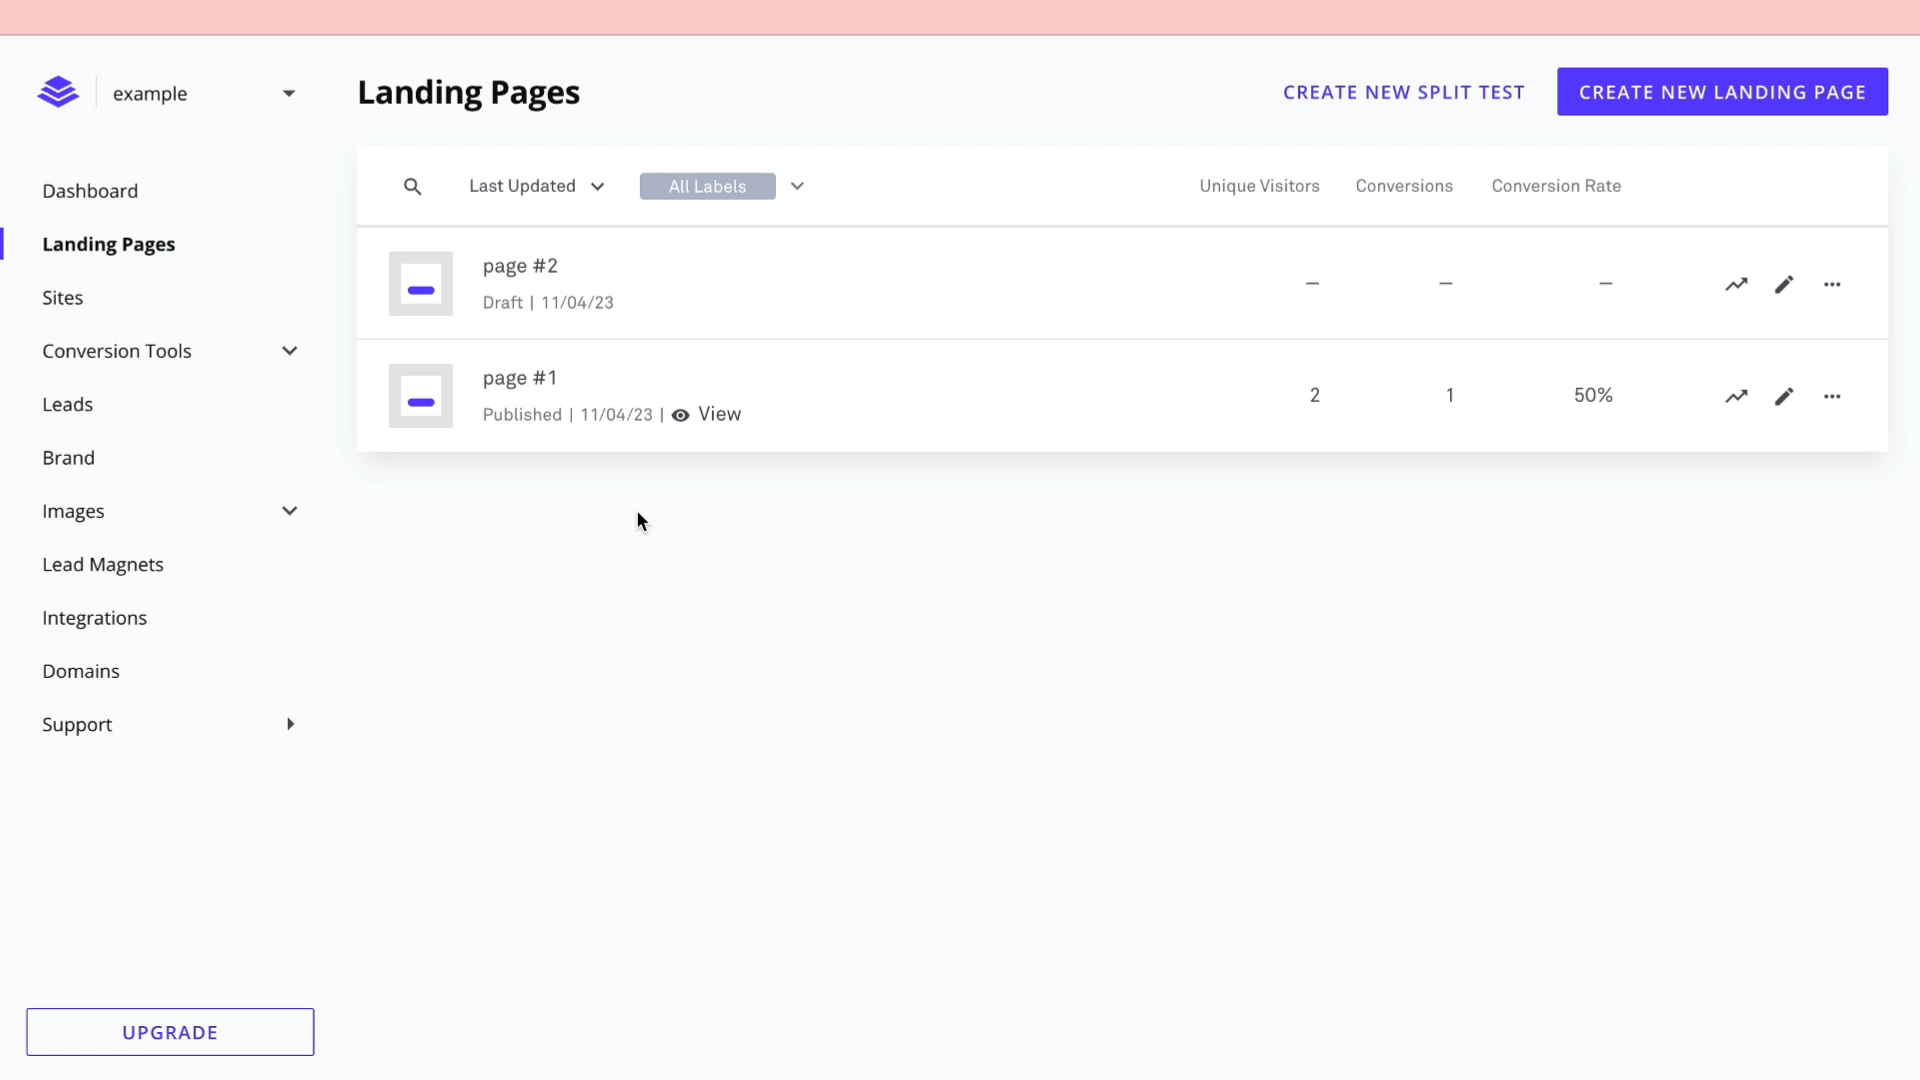 example
Landing Pages
CREATE NEW SPLIT TEST
CREATE NEW LANDING PAGE
Dashboard
Landing Pages
Sites
Conversion Tools
Leads
Brand
Images
Lead Magnets
Integrations
Domains
Support
UPGRADE
Last Updated
All Labels
Unique Visitors
Conversions
Conversion Rate
page #2
Draft | 11/04/23
– – –
page #1
Published | 11/04/23 | View
2 1 50%